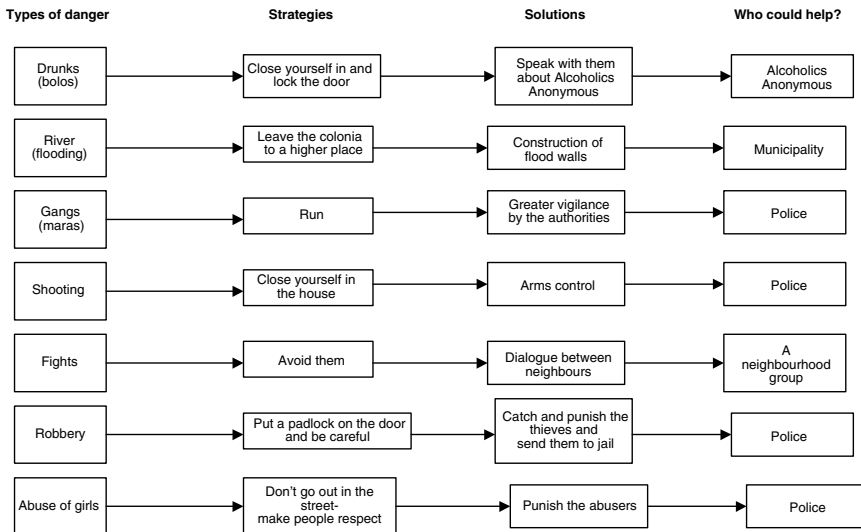 Types of danger
Strategies
Solutions
Who could help?
Drunks
(bolos)
Close yourself in and
lock the door
Speak with them
about Alcoholics
Anonymous
Alcoholics
Anonymous
River
(flooding)
Leave the colonia
to a higher place
Construction of
flood walls
Municipality
Gangs
(maras)
Run
Greater vigilance
by the authorities
Police
Shooting
Close yourself in
the house
Arms control
Police
Fights
Avoid them
Dialogue between
neighbours
A
neighbourhood
group
Robbery
Put a padlock on the door
and be careful
Catch and punish the
thieves and
send them to jail
Police
Abuse of girls
Don't go out in the
street-
make people respect
Punish the abusers
Police